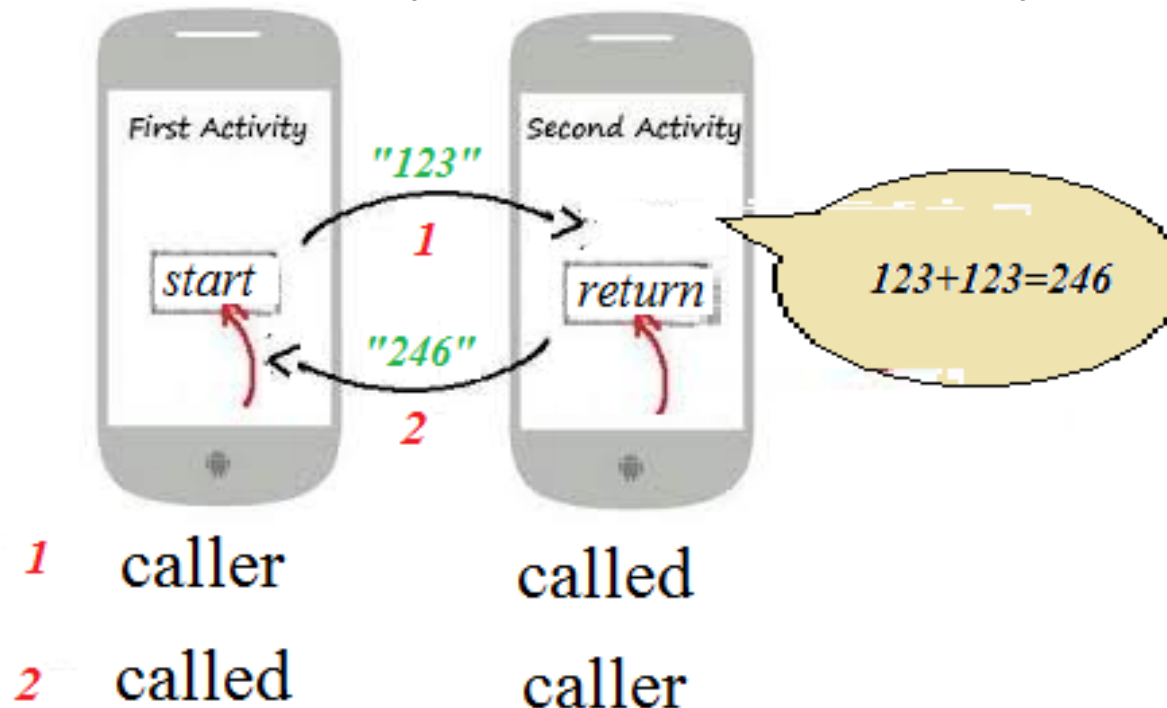 First Activity
Second Activity
"123"
1
start
return
123+123=246
"246"
2
1 caller called
2 called caller